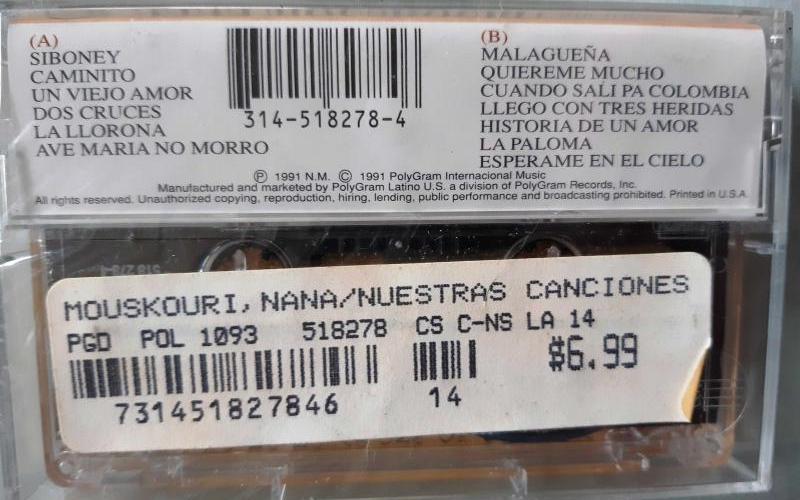 (A)
SIBONEY
CAMINITO
UN VIEJO AMOR
DOS CRUCES
LA LLORONA
AVE MARIA NO MORRO
314-518278-4
(B)
MALAGUEÑA
QUIEREME MUCHO
CUANDO SALÍ PA COLOMBIA
LLEGO CON TRES HERIDAS
HISTORIA DE UN AMOR
LA PALOMA
ESPERAME EN EL CIELO
Ⓟ 1991 N.M. © 1991 PolyGram Internacional Music
Manufactured and marketed by PolyGram Latino U.S. a division of PolyGram Records, Inc.
All rights reserved. Unauthorized copying, reproduction, hiring, lending, public performance and broadcasting prohibited. Printed in U.S.A.
MOUSKOURI, NANA/NUESTRAS CANCIONES
PGD POL 1093 518278 CS C-NS LA 14
$6.99
731451827846 14